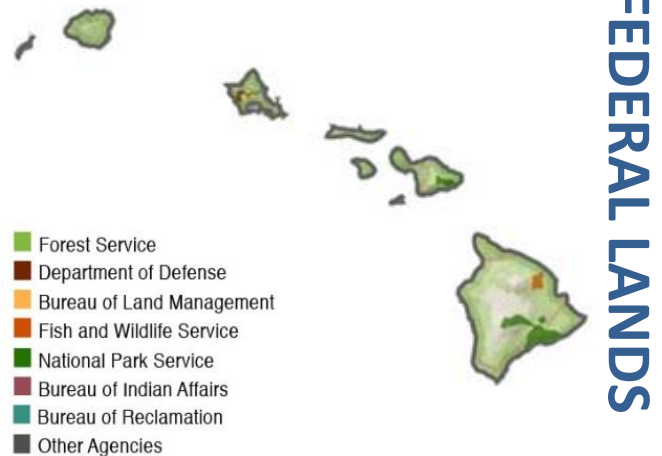 FEDERAL LANDS
Forest Service
Department of Defense
Bureau of Land Management
Fish and Wildlife Service
National Park Service
Bureau of Indian Affairs
Bureau of Reclamation
Other Agencies